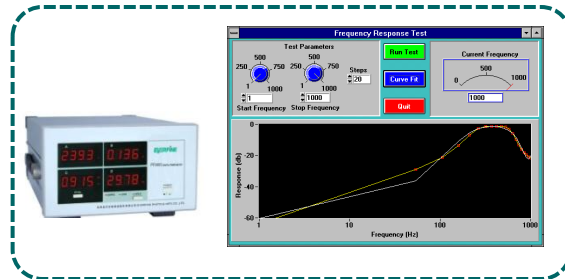 239.3 0.136
0.915 29.78
Frequency Response Test
Test Parameters
500
250 750
1 1000
1
Start Frequency
500
250 750
1 1000
1000
Stop Frequency
Steps
20
Run Test
Curve Fit
Quit
Current Frequency
500
0 1000
1000
Response (db)
0
-20
-40
-60
1 10 100 1000
Frequency (Hz)